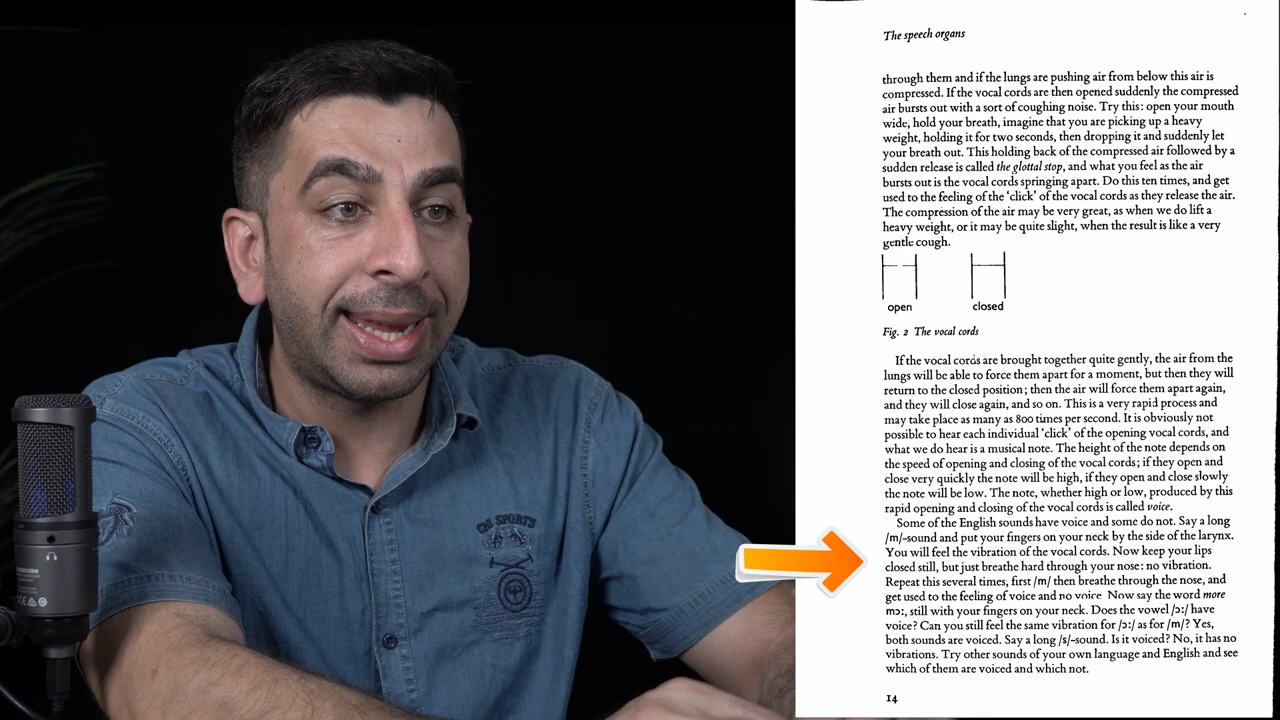 The speech organs
through them and if the lungs are pushing air from below this air is
compressed. If the vocal cords are then opened suddenly the compressed
air bursts out with a sort of coughing noise. Try this: open your mouth
wide, hold your breath, imagine that you are picking up a heavy
weight, holding it for two seconds, then dropping it and suddenly let
your breath out. This holding back of the compressed air followed by a
sudden release is called the glottal stop, and what you feel as the air
bursts out is the vocal cords springing apart. Do this ten times, and get
used to the feeling of the ‘click’ of the vocal cords as they release the air.
The compression of the air may be very great, as when we do lift a
heavy weight, or it may be quite slight, when the result is like a very
gentle cough.
open closed
Fig. 2 The vocal cords
If the vocal cords are brought together quite gently, the air from the
lungs will be able to force them apart for a moment, but then they will
return to the closed position; then the air will force them apart again,
and they will close again, and so on. This is a very rapid process and
may take place as many as 800 times per second. It is obviously not
possible to hear each individual ‘click’ of the opening vocal cords, and
what we do hear is a musical note. The height of the note depends on
the speed of opening and closing of the vocal cords; if they open and
close very quickly the note will be high, if they open and close slowly
the note will be low. The note, whether high or low, produced by this
rapid opening and closing of the vocal cords is called voice.
Some of the English sounds have voice and some do not. Say a long
/m/-sound and put your fingers on your neck by the side of the larynx.
You will feel the vibration of the vocal cords. Now keep your lips
closed still, but just breathe hard through your nose: no vibration.
Repeat this several times, first /m/ then breathe through the nose, and
get used to the feeling of voice and no voice Now say the word more
mɔː, still with your fingers on your neck. Does the vowel /ɔː/ have
voice? Can you still feel the same vibration for /ɔː/ as for /m/? Yes,
both sounds are voiced. Say a long /s/-sound. Is it voiced? No, it has no
vibrations. Try other sounds of your own language and English and see
which of them are voiced and which not.
14
CRS SPORTS